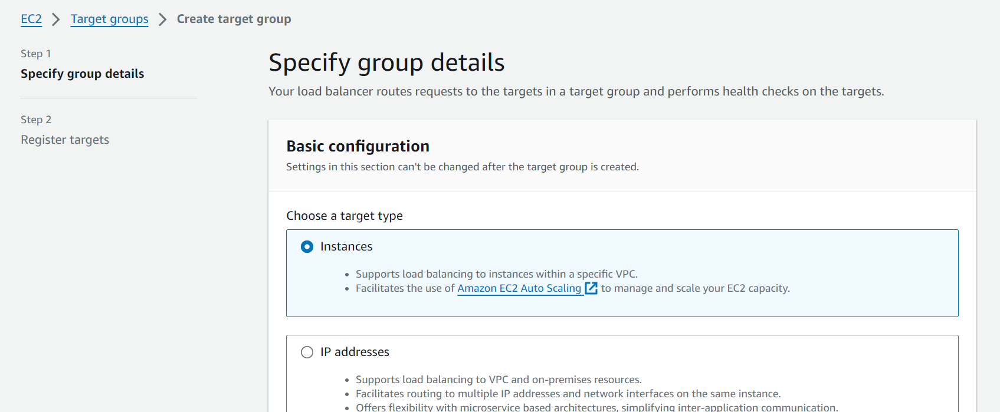 EC2 > Target groups > Create target group
Step 1
Specify group details
Step 2
Register targets
Specify group details
Your load balancer routes requests to the targets in a target group and performs health checks on the targets.
Basic configuration
Settings in this section can't be changed after the target group is created.
Choose a target type
Instances
• Supports load balancing to instances within a specific VPC.
• Facilitates the use of Amazon EC2 Auto Scaling to manage and scale your EC2 capacity.
IP addresses
• Supports load balancing to VPC and on-premises resources.
• Facilitates routing to multiple IP addresses and network interfaces on the same instance.
• Offers flexibility with microservice based architectures, simplifying inter-application communication.